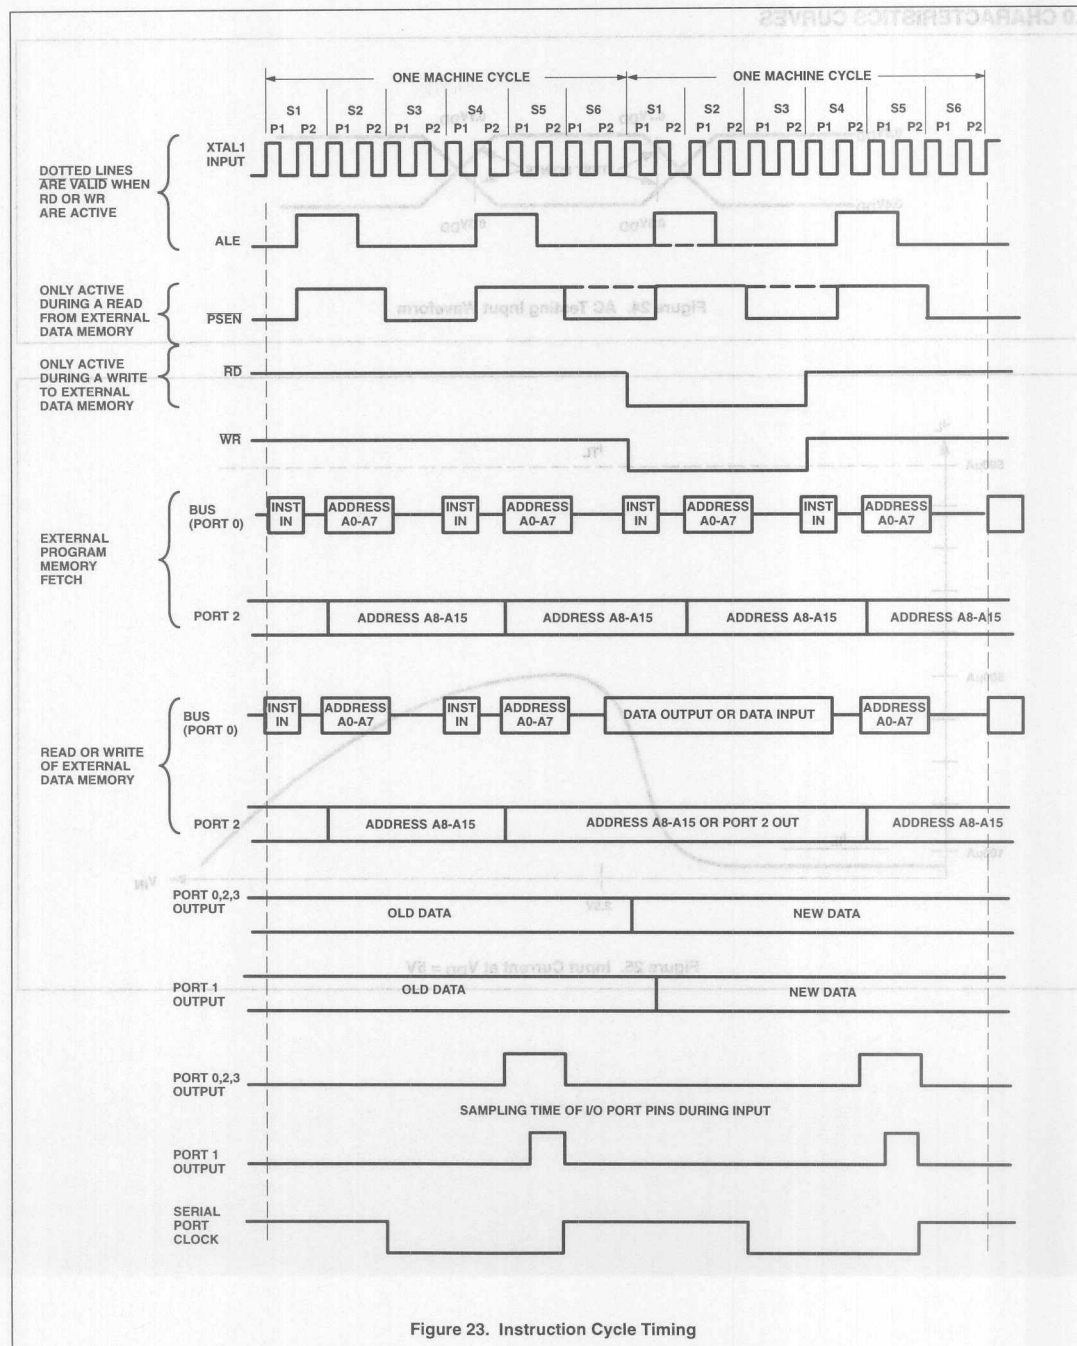 ONE MACHINE CYCLE ONE MACHINE CYCLE
S1 S2 S3 S4 S5 S6 S1 S2 S3 S4 S5 S6
P1 P2 P1 P2 P1 P2 P1 P2 P1 P2 P1 P2 P1 P2 P1 P2 P1 P2 P1 P2 P1 P2 P1 P2
XTAL1
INPUT
DOTTED LINES
ARE VALID WHEN
RD OR WR
ARE ACTIVE
ALE
ONLY ACTIVE
DURING A READ
FROM EXTERNAL
DATA MEMORY
PSEN
ONLY ACTIVE
DURING A WRITE
TO EXTERNAL
DATA MEMORY
RD
WR
EXTERNAL
PROGRAM
MEMORY
FETCH
BUS
(PORT 0)
INST
IN
ADDRESS
A0-A7
INST
IN
ADDRESS
A0-A7
INST
IN
ADDRESS
A0-A7
INST
IN
ADDRESS
A0-A7
PORT 2
ADDRESS A8-A15 ADDRESS A8-A15 ADDRESS A8-A15 ADDRESS A8-A15
READ OR WRITE
OF EXTERNAL
DATA MEMORY
BUS
(PORT 0)
INST
IN
ADDRESS
A0-A7
INST
IN
ADDRESS
A0-A7
DATA OUTPUT OR DATA INPUT
ADDRESS
A0-A7
PORT 2
ADDRESS A8-A15 ADDRESS A8-A15 OR PORT 2 OUT ADDRESS A8-A15
PORT 0,2,3
OUTPUT
OLD DATA NEW DATA
PORT 1
OUTPUT
OLD DATA NEW DATA
PORT 0,2,3
OUTPUT
SAMPLING TIME OF I/O PORT PINS DURING INPUT
PORT 1
OUTPUT
SERIAL
PORT
CLOCK
Figure 23. Instruction Cycle Timing